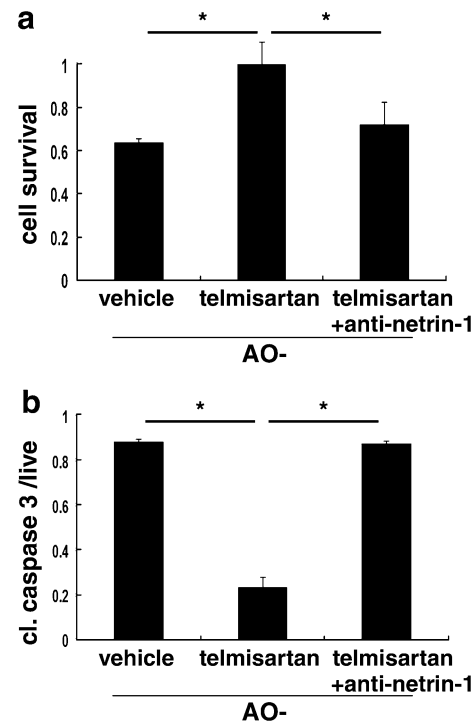 a
* *
cell survival
1
0.8
0.6
0.4
0.2
0
vehicle telmisartan telmisartan
+anti-netrin-1
AO-
b
* *
cl. caspase 3 /live
1
0.8
0.6
0.4
0.2
0
vehicle telmisartan telmisartan
+anti-netrin-1
AO-